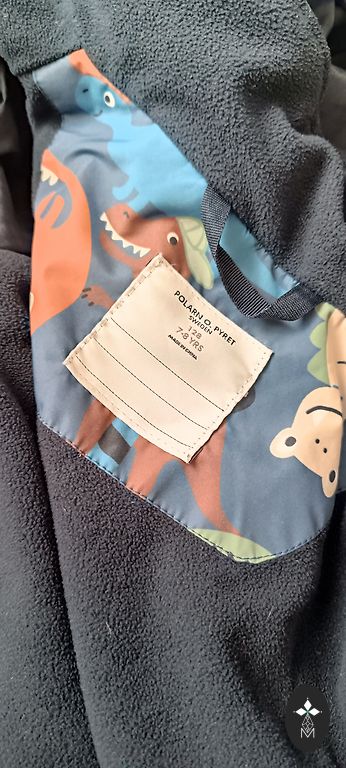 POLARN O. PYRET
SWEDEN
128
7-8 YRS
MADE IN CHINA
M